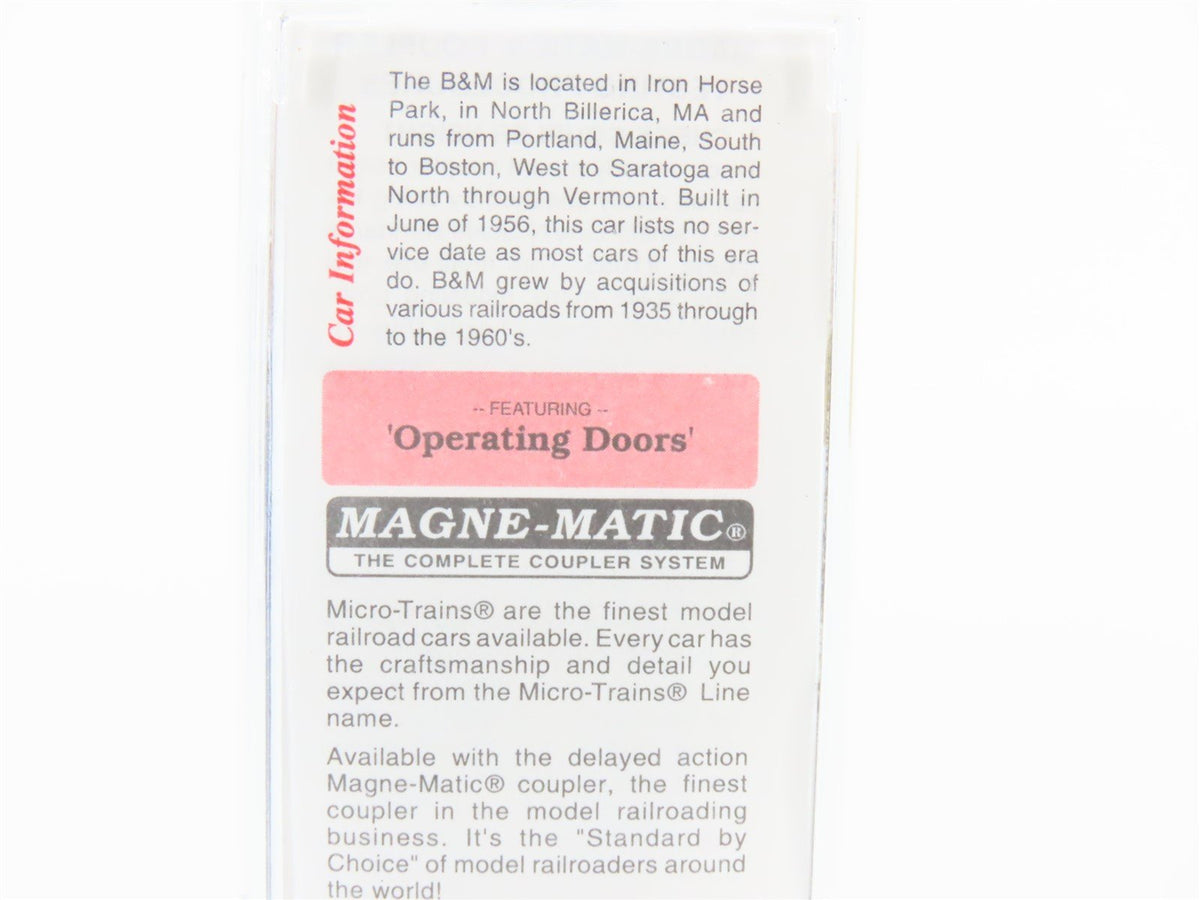 Car Information
The B&M is located in Iron Horse
Park, in North Billerica, MA and
runs from Portland, Maine, South
to Boston, West to Saratoga and
North through Vermont. Built in
June of 1956, this car lists no ser-
vice date as most cars of this era
do. B&M grew by acquisitions of
various railroads from 1935 through
to the 1960's.
-- FEATURING --
'Operating Doors'
MAGNE-MATIC®
THE COMPLETE COUPLER SYSTEM
Micro-Trains® are the finest model
railroad cars available. Every car has
the craftsmanship and detail you
expect from the Micro-Trains® Line
name.
Available with the delayed action
Magne-Matic® coupler, the finest
coupler in the model railroading
business. It's the "Standard by
Choice" of model railroaders around
the world!